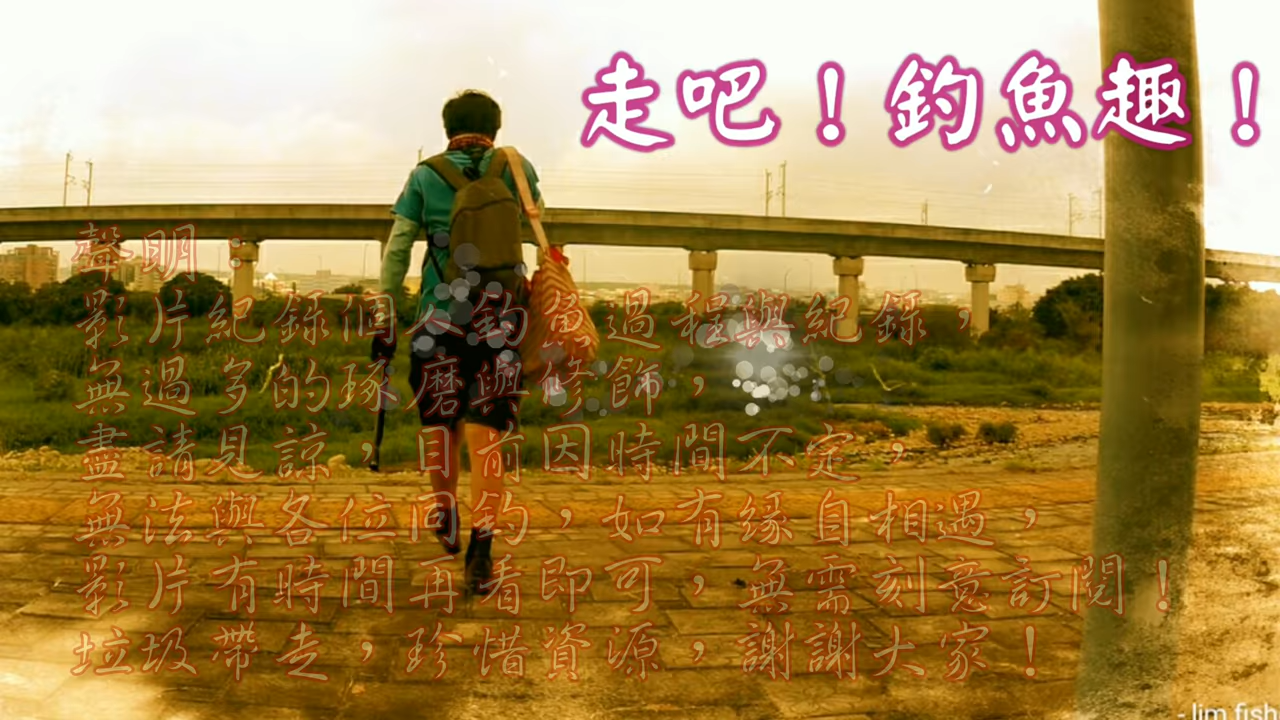 走吧！釣魚趣！
聲明：
影片紀錄個人釣魚過程與紀錄，
無過多的琢磨與修飾，
盡請見諒，目前因時間不定，
無法與各位同釣，如有緣自相遇，
影片有時間再看即可，無需刻意訂閱！
垃圾帶走，珍惜資源，謝謝大家！
- lim fish